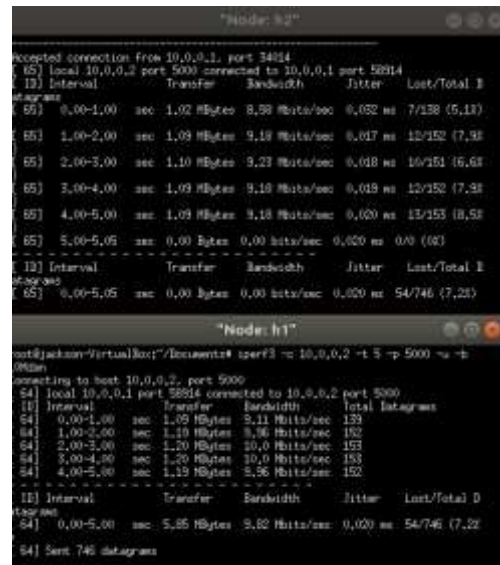 "Node: h2"
Accepted connection from 10.0.0.1, port 34014
[ 65] local 10.0.0.2 port 5000 connected to 10.0.0.1 port 58914
[ ID] Interval Transfer Bandwidth Jitter Lost/Total D
atagrams
[ 65] 0.00-1.00 sec 1.02 MBytes 8.58 Mbits/sec 0.032 ms 7/138 (5.1%
)
[ 65] 1.00-2.00 sec 1.09 MBytes 9.18 Mbits/sec 0.017 ms 12/152 (7.9%
)
[ 65] 2.00-3.00 sec 1.10 MBytes 9.23 Mbits/sec 0.018 ms 10/151 (6.6%
)
[ 65] 3.00-4.00 sec 1.09 MBytes 9.18 Mbits/sec 0.019 ms 12/152 (7.9%
)
[ 65] 4.00-5.00 sec 1.09 MBytes 9.18 Mbits/sec 0.020 ms 13/153 (8.5%
)
[ 65] 5.00-5.05 sec 0.00 Bytes 0.00 bits/sec 0.020 ms 0/0 (0%)
- - - - - - - - - - - - - - - - - - - - - - - - -
[ ID] Interval Transfer Bandwidth Jitter Lost/Total D
atagrams
[ 65] 0.00-5.05 sec 0.00 Bytes 0.00 bits/sec 0.020 ms 54/746 (7.2%)
"Node: h1"
root@jackson-VirtualBox:~/Documents# iperf3 -c 10.0.0.2 -t 5 -p 5000 -u -b
Connecting to host 10.0.0.2, port 5000
[ 64] local 10.0.0.1 port 58914 connected to 10.0.0.2 port 5000
[ ID] Interval Transfer Bandwidth Total Datagrams
[ 64] 0.00-1.00 sec 1.09 MBytes 9.11 Mbits/sec 139
[ 64] 1.00-2.00 sec 1.19 MBytes 9.96 Mbits/sec 152
[ 64] 2.00-3.00 sec 1.20 MBytes 10.0 Mbits/sec 153
[ 64] 3.00-4.00 sec 1.20 MBytes 10.0 Mbits/sec 153
[ 64] 4.00-5.00 sec 1.19 MBytes 9.96 Mbits/sec 152
- - - - - - - - - - - - - - - - - - - - - - - - -
[ ID] Interval Transfer Bandwidth Jitter Lost/Total D
atagrams
[ 64] 0.00-5.00 sec 5.85 MBytes 9.82 Mbits/sec 0.020 ms 54/746 (7.2%
)
[ 64] Sent 746 datagrams